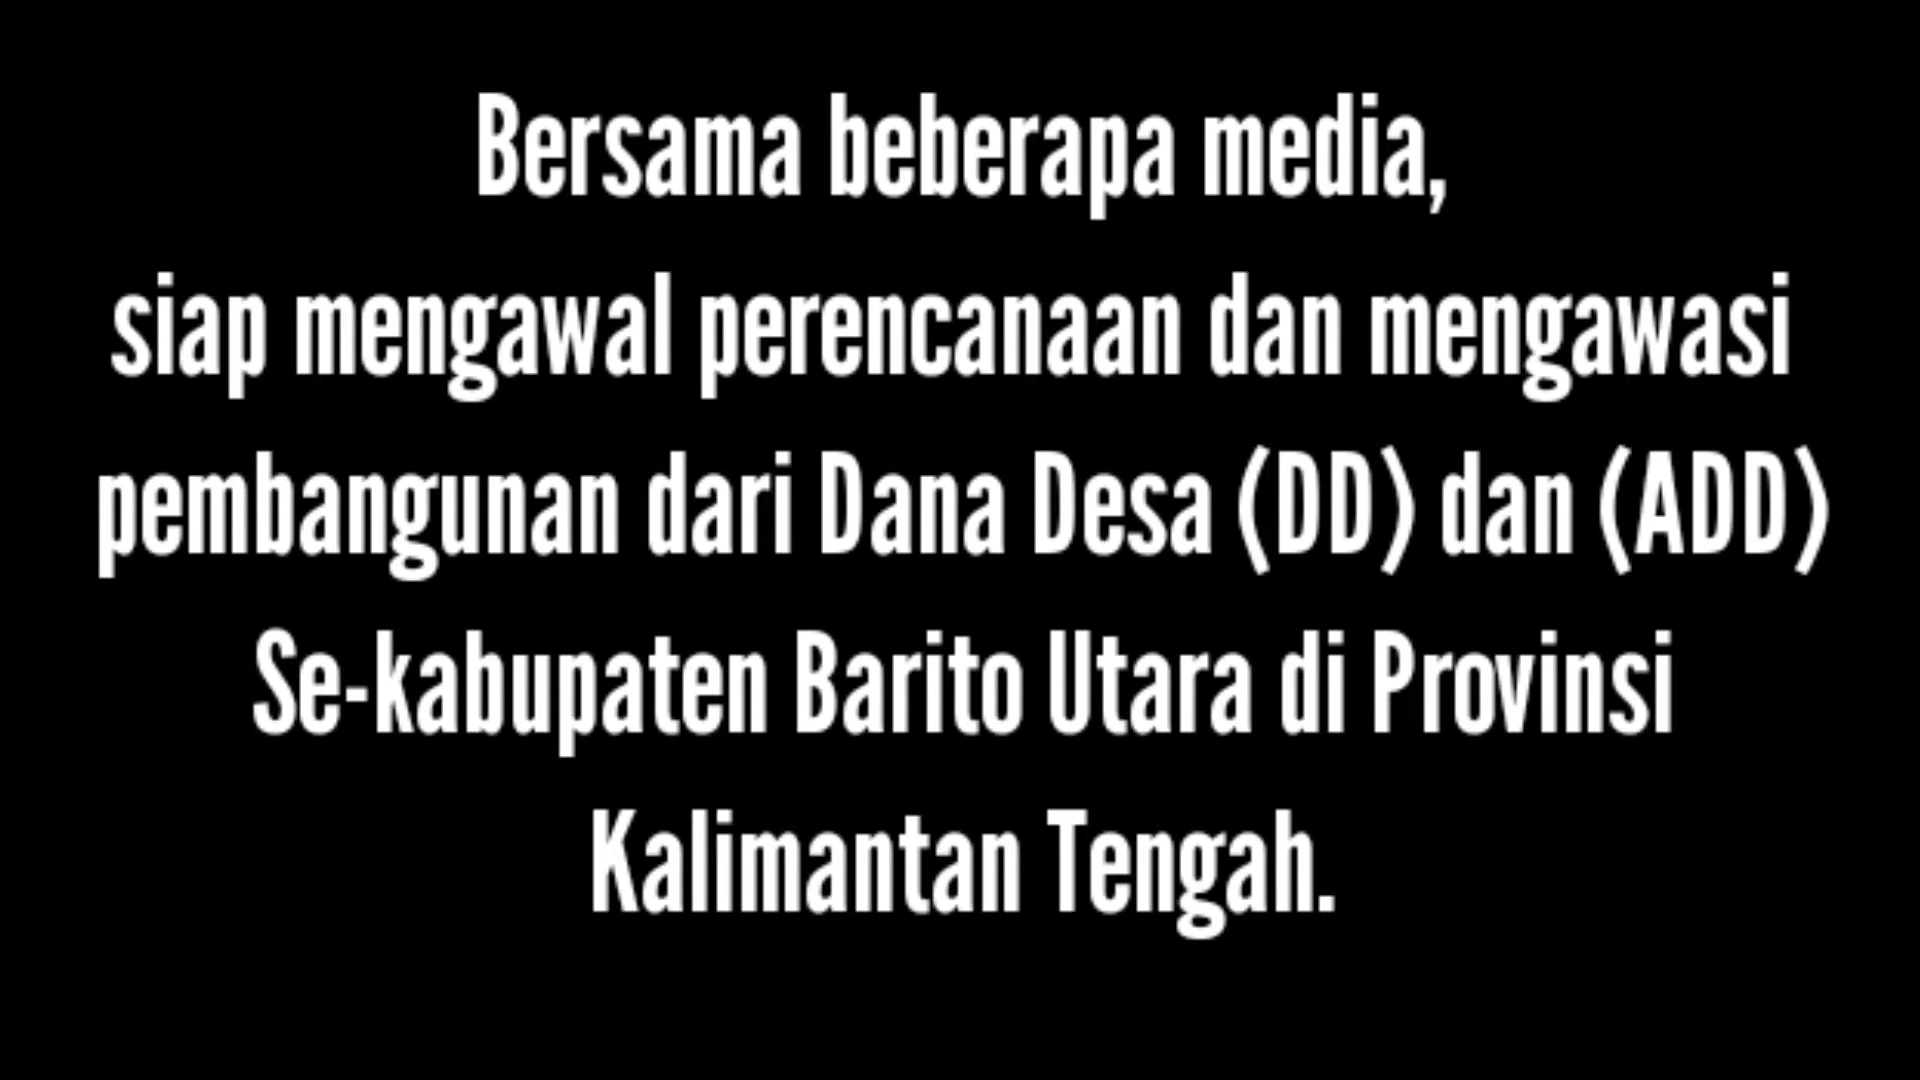 Bersama beberapa media,
siap mengawal perencanaan dan mengawasi
pembangunan dari Dana Desa (DD) dan (ADD)
Se-kabupaten Barito Utara di Provinsi
Kalimantan Tengah.